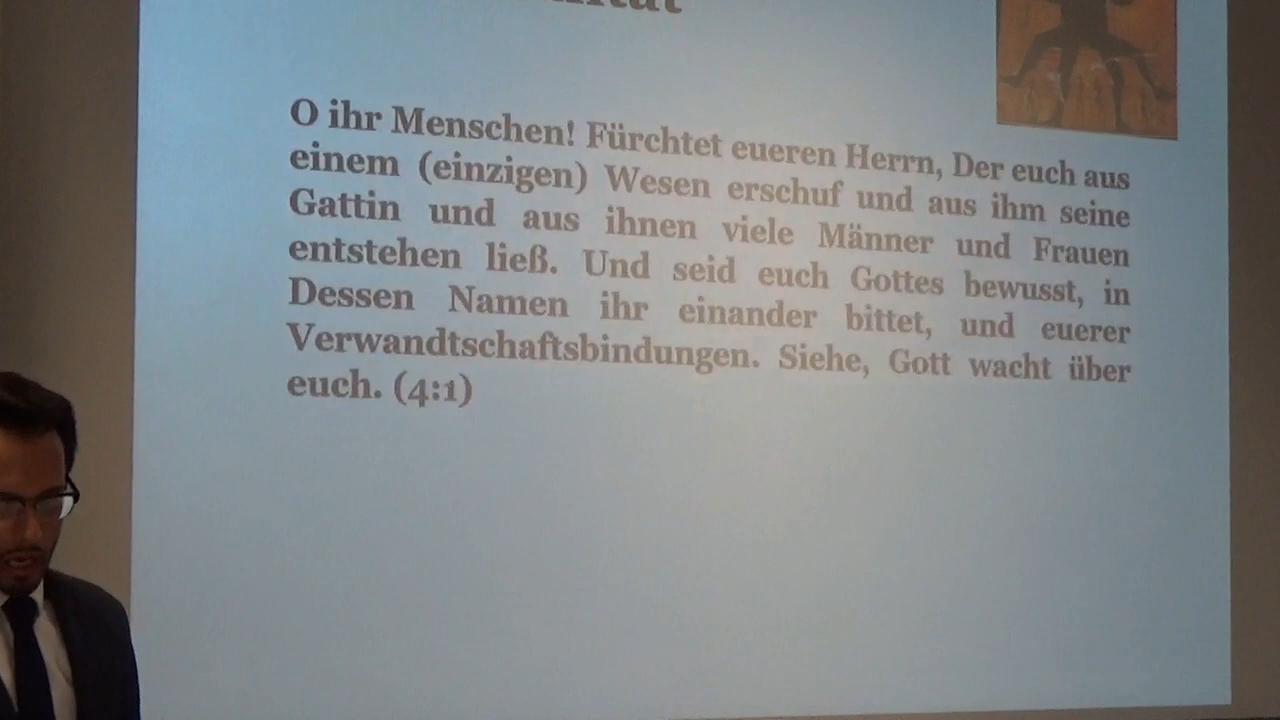 O ihr Menschen! Fürchtet eueren Herrn, Der euch aus
einem (einzigen) Wesen erschuf und aus ihm seine
Gattin und aus ihnen viele Männer und Frauen
entstehen ließ. Und seid euch Gottes bewusst, in
Dessen Namen ihr einander bittet, und euerer
Verwandtschaftsbindungen. Siehe, Gott wacht über
euch. (4:1)